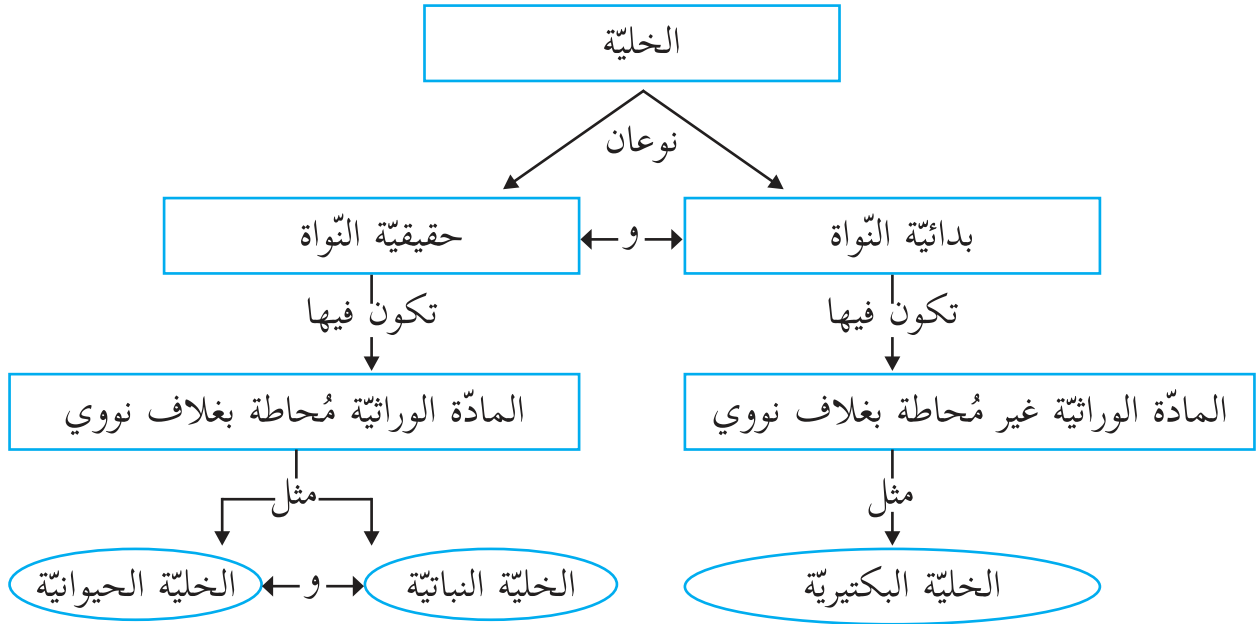 الخليّة
نوعان
بدائيّة النّواة
و
حقيقيّة النّواة
تكون فيها
تكون فيها
المادّة الوراثيّة غير مُحاطة بغلاف نووي
المادّة الوراثيّة مُحاطة بغلاف نووي
مثل
مثل
الخليّة البكتيريّة
الخليّة النباتيّة
و
الخليّة الحيوانيّة